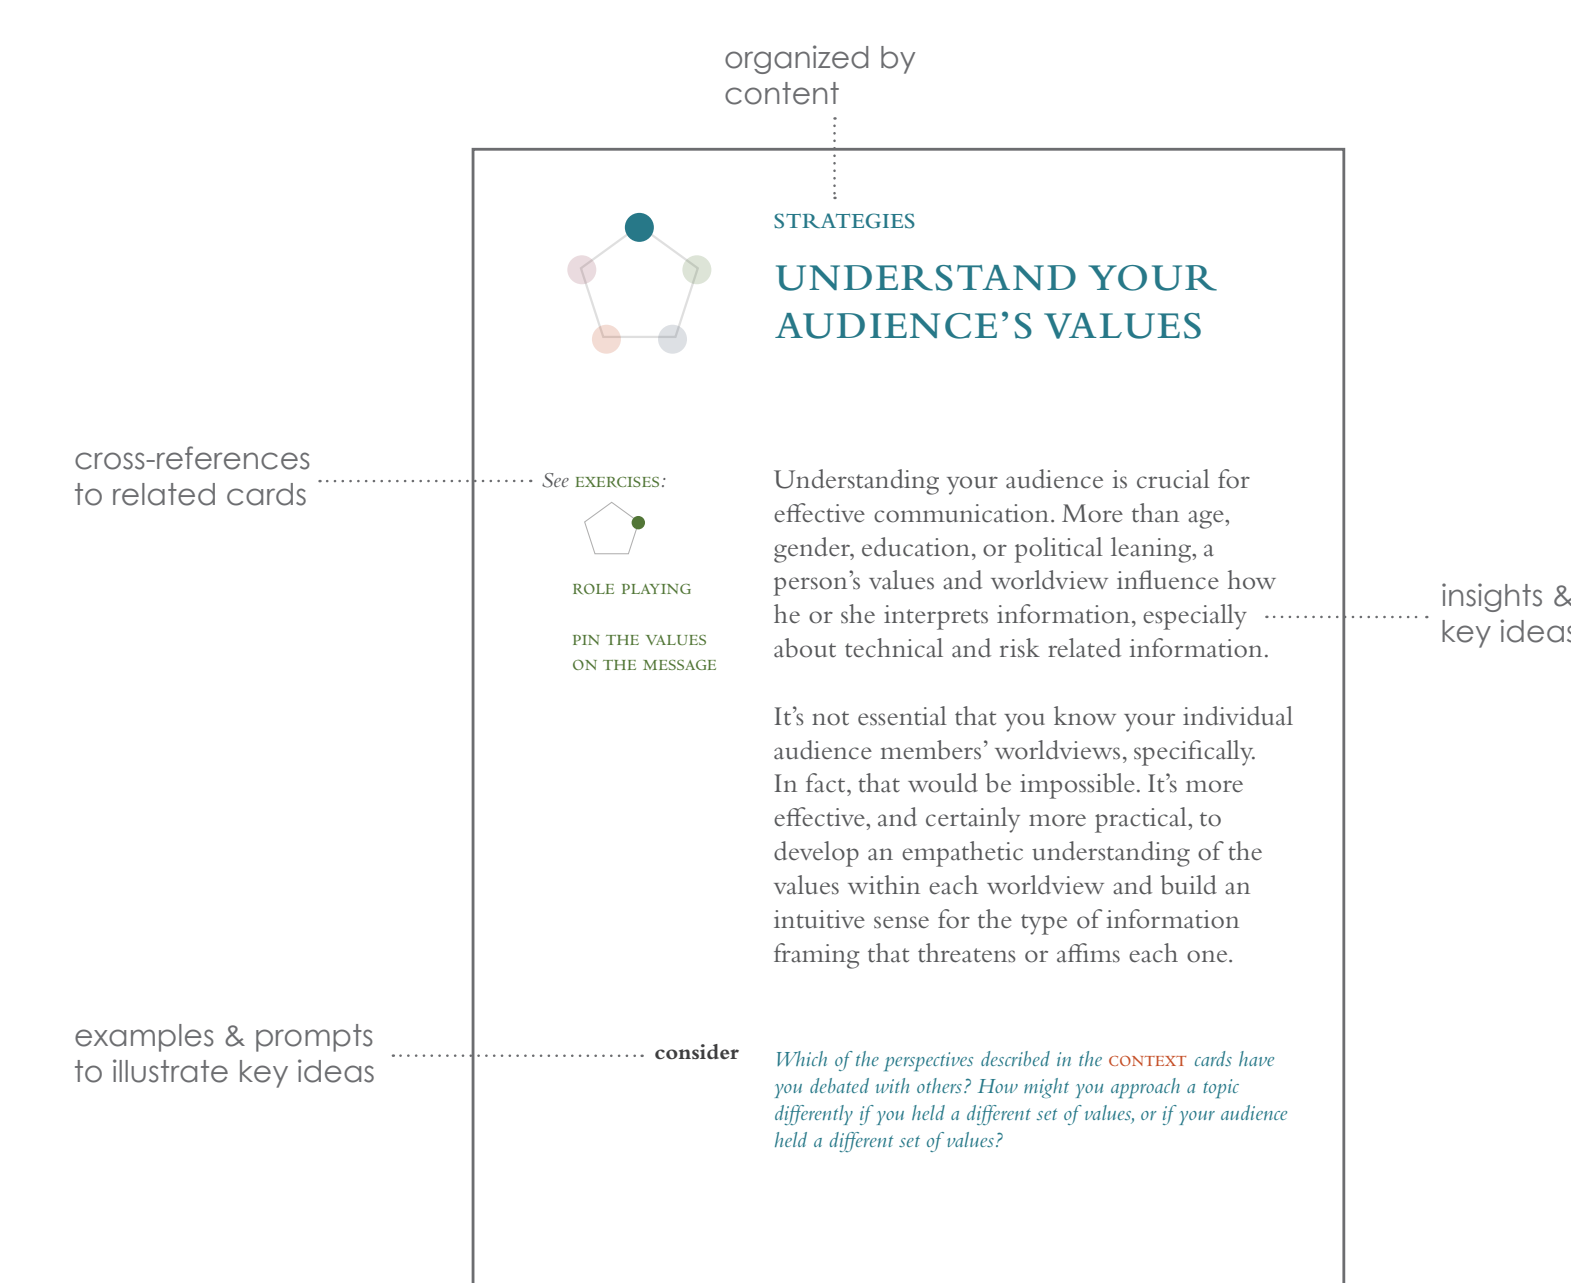 organized by
content
STRATEGIES
UNDERSTAND YOUR
AUDIENCE’S VALUES
cross-references
to related cards
See EXERCISES:
ROLE PLAYING
PIN THE VALUES
ON THE MESSAGE
Understanding your audience is crucial for
effective communication. More than age,
gender, education, or political leaning, a
person’s values and worldview influence how
he or she interprets information, especially
about technical and risk related information.
insights &
key ideas
It’s not essential that you know your individual
audience members’ worldviews, specifically.
In fact, that would be impossible. It’s more
effective, and certainly more practical, to
develop an empathetic understanding of the
values within each worldview and build an
intuitive sense for the type of information
framing that threatens or affims each one.
examples & prompts
to illustrate key ideas
consider
Which of the perspectives described in the CONTEXT cards have
you debated with others? How might you approach a topic
differently if you held a different set of values, or if your audience
held a different set of values?